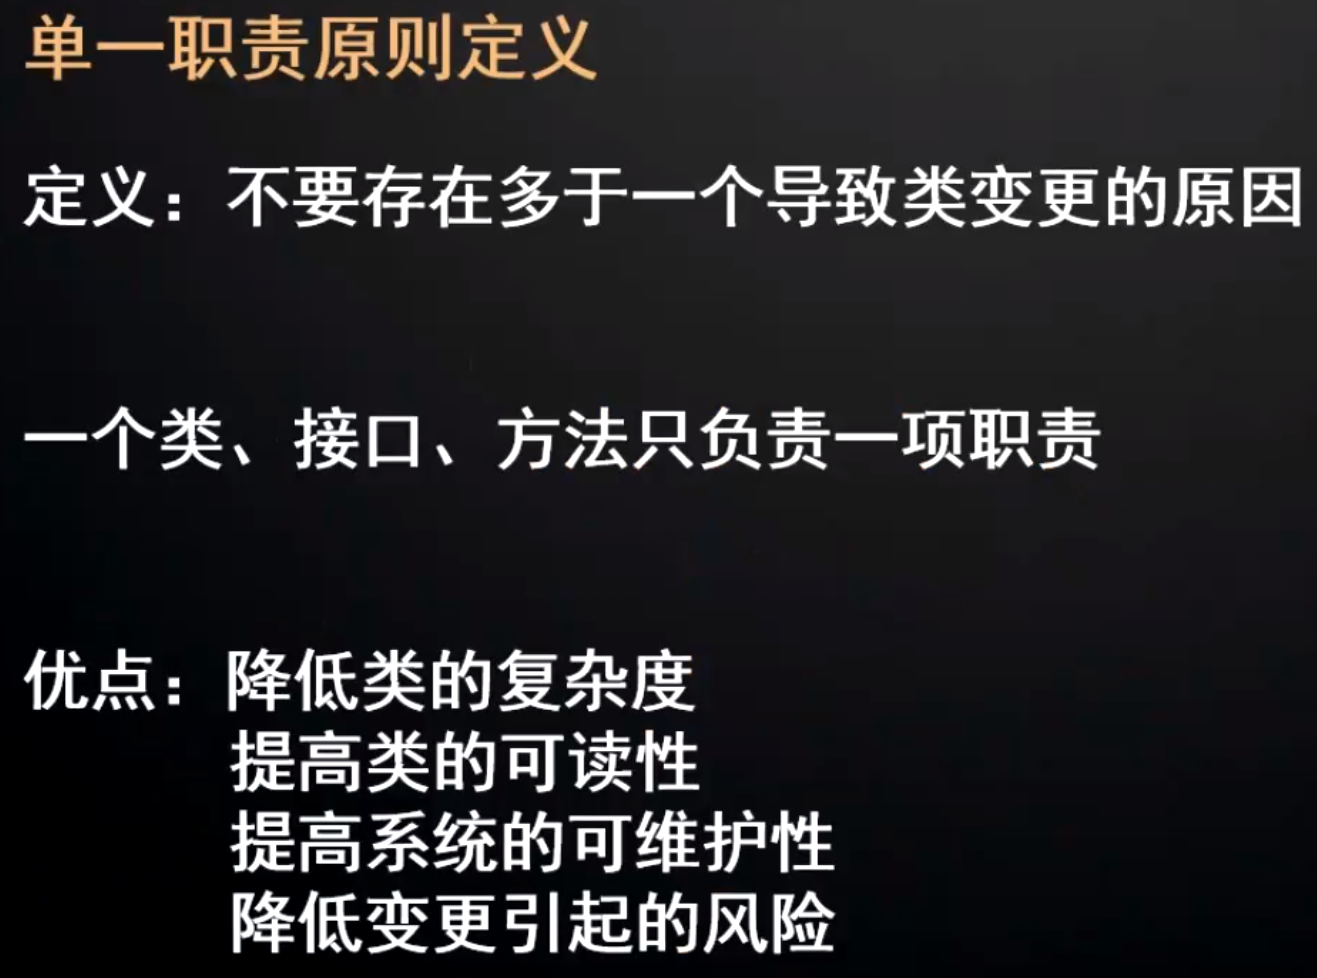 单一职责原则定义
定义：不要存在多于一个导致类变更的原因
一个类、接口、方法只负责一项职责
优点：降低类的复杂度
提高类的可读性
提高系统的可维护性
降低变更引起的风险